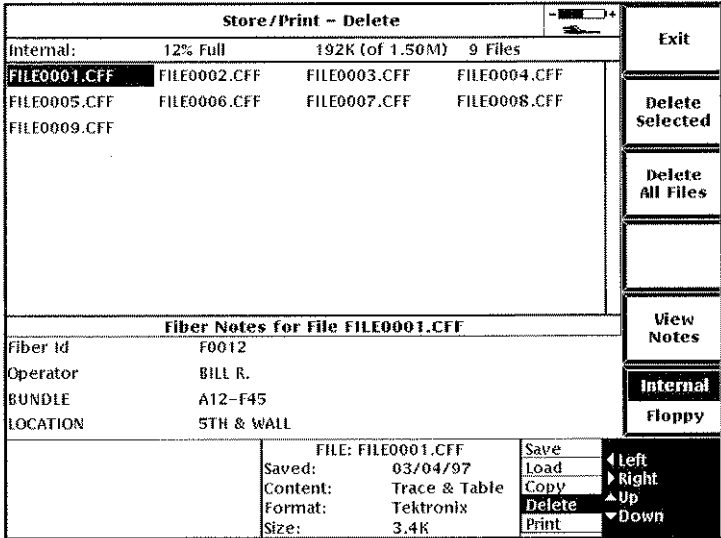 Store/Print – Delete
- +
Internal: 12% Full 192K (of 1.50M) 9 Files
FILE0001.CFF FILE0002.CFF FILE0003.CFF FILE0004.CFF
FILE0005.CFF FILE0006.CFF FILE0007.CFF FILE0008.CFF
FILE0009.CFF
Fiber Notes for File FILE0001.CFF
Fiber Id F0012
Operator BILL R.
BUNDLE A12-F45
LOCATION 5TH & WALL
FILE: FILE0001.CFF
Saved: 03/04/97
Content: Trace & Table
Format: Tektronix
Size: 3.4K
Save
Load
Copy
Delete
Print
Left
Right
Up
Down
Exit
Delete
Selected
Delete
All Files
View
Notes
Internal
Floppy